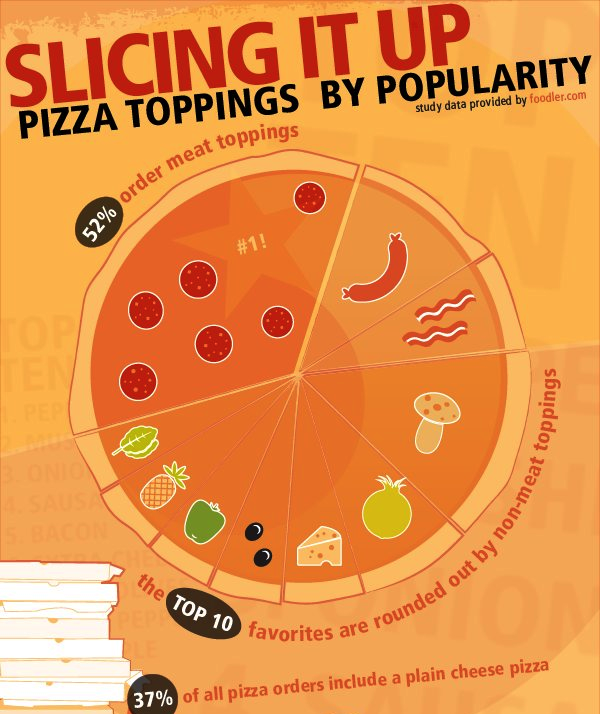 SLICING IT UP
PIZZA TOPPINGS BY POPULARITY
study data provided by foodler.com
52% order meat toppings
#1!
TOP
TEN
1. PEP
2. MUS
3. ONIO
4. SAUSA
5. BACON
the TOP 10 favorites are rounded out by non-meat toppings
37% of all pizza orders include a plain cheese pizza